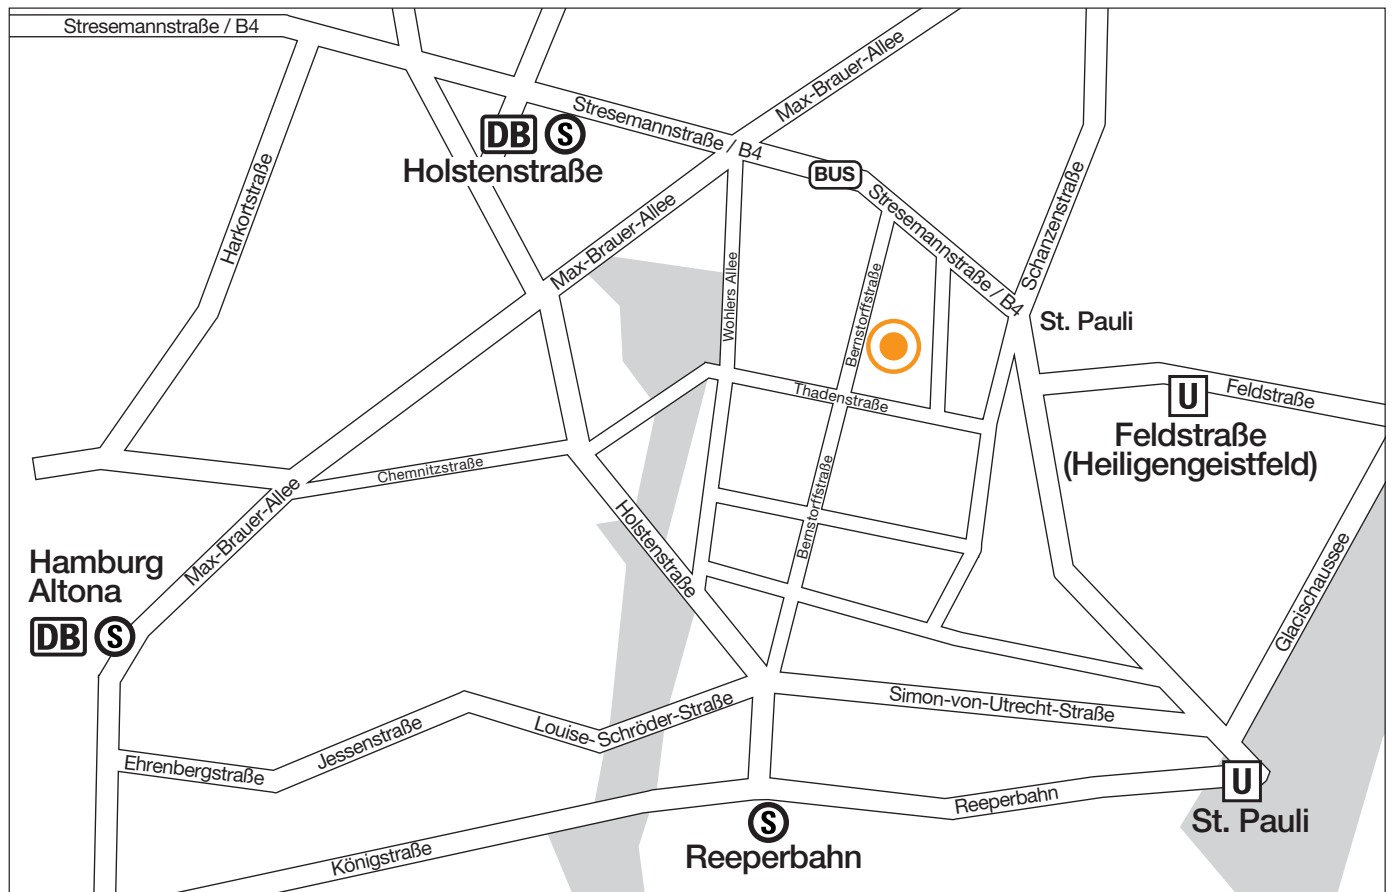 Stresemannstraße / B4
Max-Brauer-Allee
Stresemannstraße / B4
DB S
Holstenstraße
BUS
Harkortstraße
Max-Brauer-Allee
Stresemannstraße / B4
Schanzenstraße
Wohlers Allee
Bernstorffstraße
St. Pauli
Thadenstraße
U
Feldstraße
Feldstraße
(Heiligengeistfeld)
Chemnitzstraße
Max-Brauer-Allee
Holstenstraße
Bernstorffstraße
Hamburg
Altona
DB S
Glacischaussee
Simon-von-Utrecht-Straße
Louise-Schröder-Straße
Jessenstraße
Ehrenbergstraße
U
St. Pauli
Reeperbahn
S
Reeperbahn
Königstraße